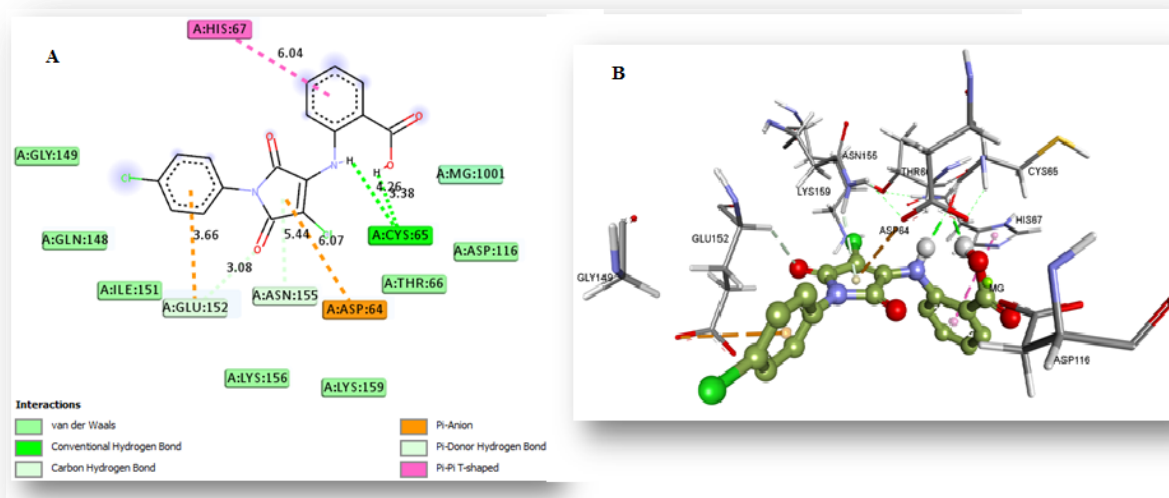 A
A:HIS:67
6.04
O
O
O
A:GLY:149
Cl
N
N
H
O
H
A:MG:1001
4.26
3.38
A:GLN:148
3.66
O
5.44
Cl
6.07
A:CYS:65
A:ASP:116
3.08
A:ILE:151
A:GLU:152
A:ASN:155
A:THR:66
A:ASP:64
A:LYS:156
A:LYS:159
Interactions
van der Waals
Conventional Hydrogen Bond
Carbon Hydrogen Bond
Pi-Anion
Pi-Donor Hydrogen Bond
Pi-Pi T-shaped
B
ASN155
THR66
CYS65
LYS159
HIS67
ASP64
GLU152
GLY149
MG
ASP116